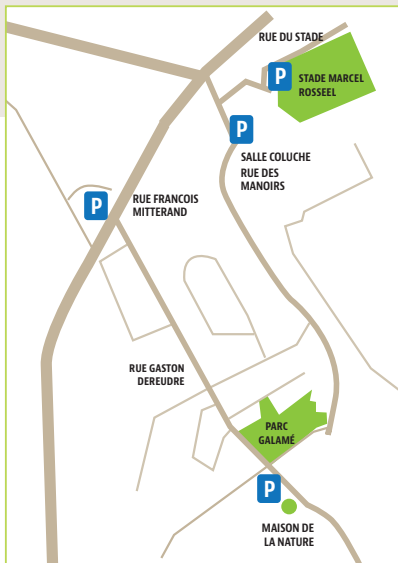 RUE DU STADE
P
STADE MARCEL
ROSSEEL
P
SALLE COLUCHE
RUE DES
MANOIRS
P
RUE FRANCOIS
MITTERAND
RUE GASTON
DEREUDRE
PARC
GALAMÉ
P
MAISON DE
LA NATURE